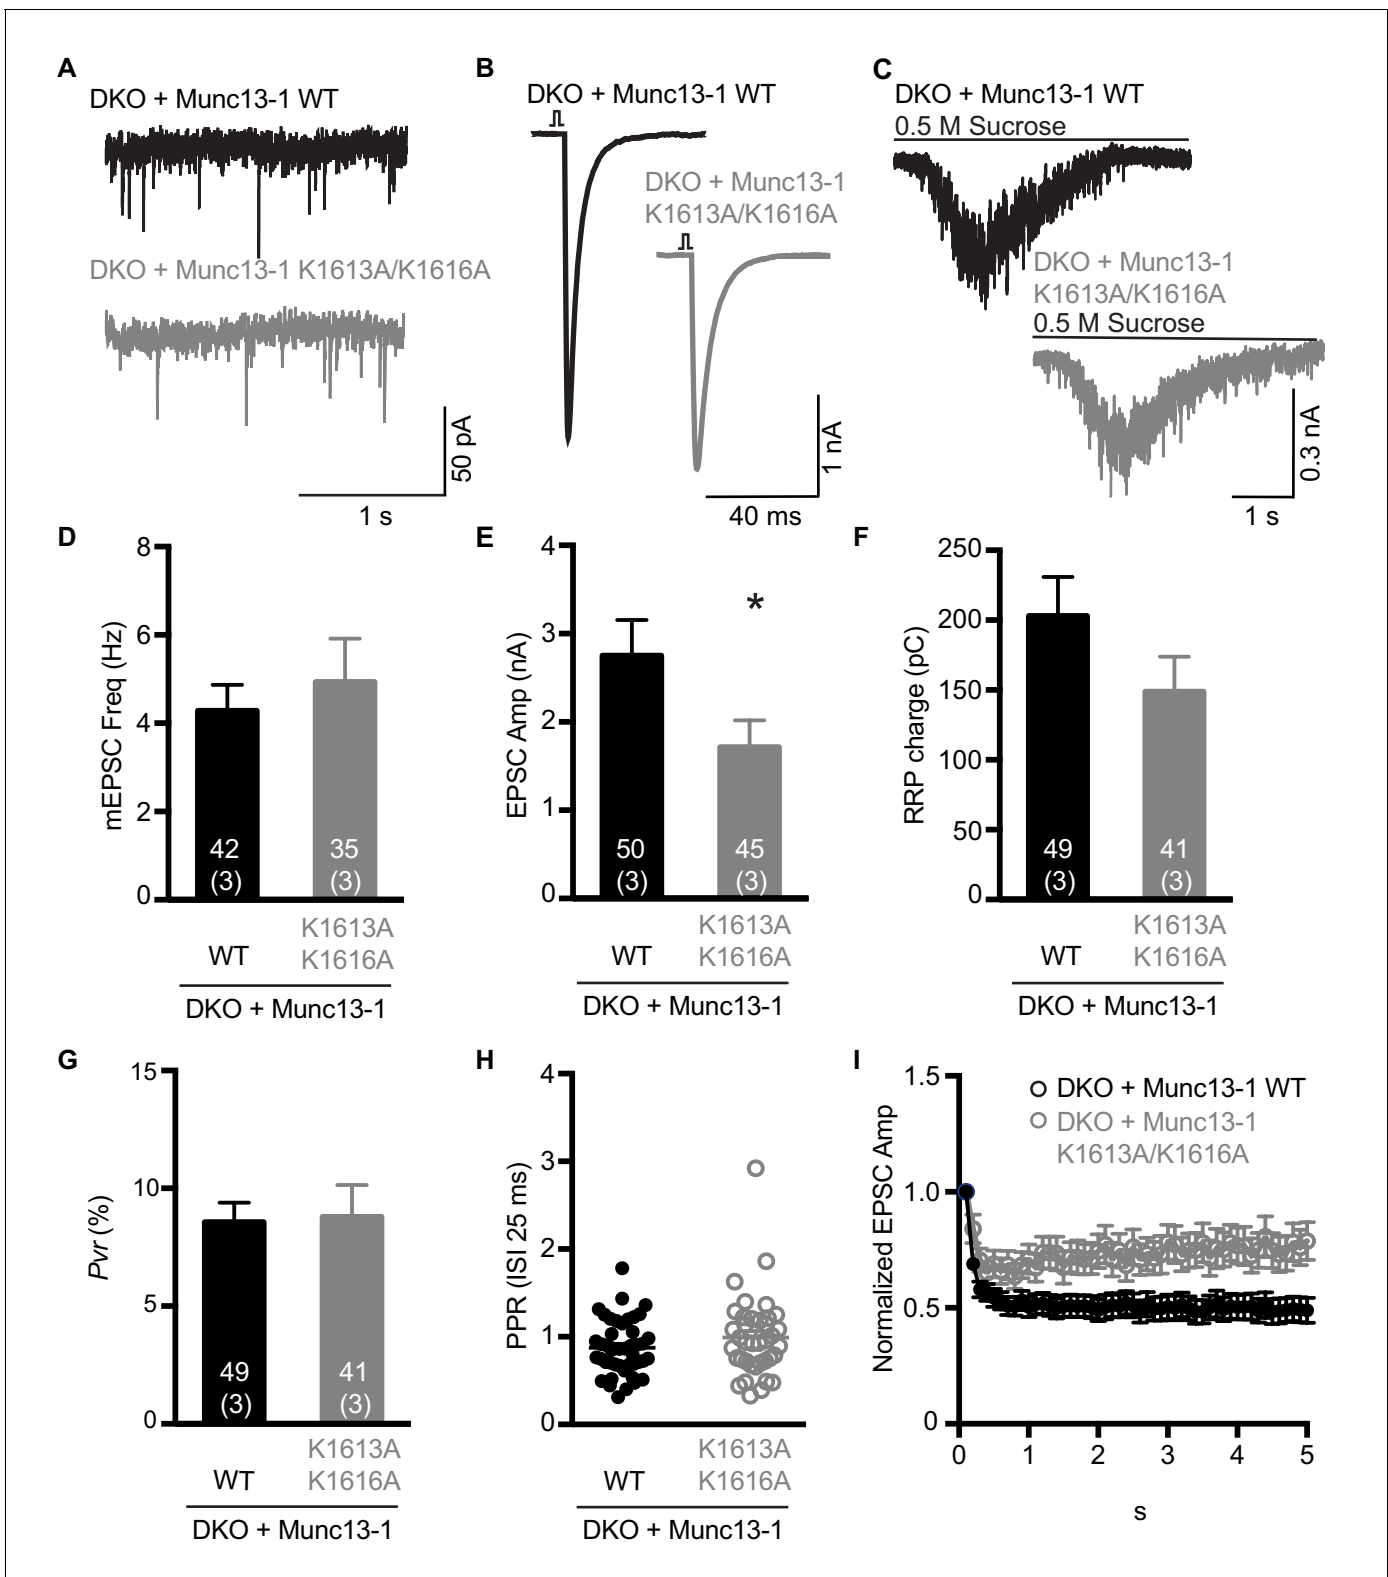 A
DKO + Munc13-1 WT
DKO + Munc13-1 K1613A/K1616A
50 pA
1 s
B
DKO + Munc13-1 WT
DKO + Munc13-1
K1613A/K1616A
1 nA
40 ms
C
DKO + Munc13-1 WT
0.5 M Sucrose
DKO + Munc13-1
K1613A/K1616A
0.5 M Sucrose
0.3 nA
1 s
D
mEPSC Freq (Hz)
8
6
4
2
0
42
(3)
35
(3)
WT
K1613A
K1616A
DKO + Munc13-1
E
EPSC Amp (nA)
4
3
2
1
0
*
50
(3)
45
(3)
WT
K1613A
K1616A
DKO + Munc13-1
F
RRP charge (pC)
250
200
150
100
50
0
49
(3)
41
(3)
WT
K1613A
K1616A
DKO + Munc13-1
G
Pvr (%)
15
10
5
0
49
(3)
41
(3)
WT
K1613A
K1616A
DKO + Munc13-1
H
PPR (ISI 25 ms)
4
3
2
1
0
WT
K1613A
K1616A
DKO + Munc13-1
I
Normalized EPSC Amp
1.5
1.0
0.5
0
DKO + Munc13-1 WT
DKO + Munc13-1
K1613A/K1616A
0 1 2 3 4 5
s